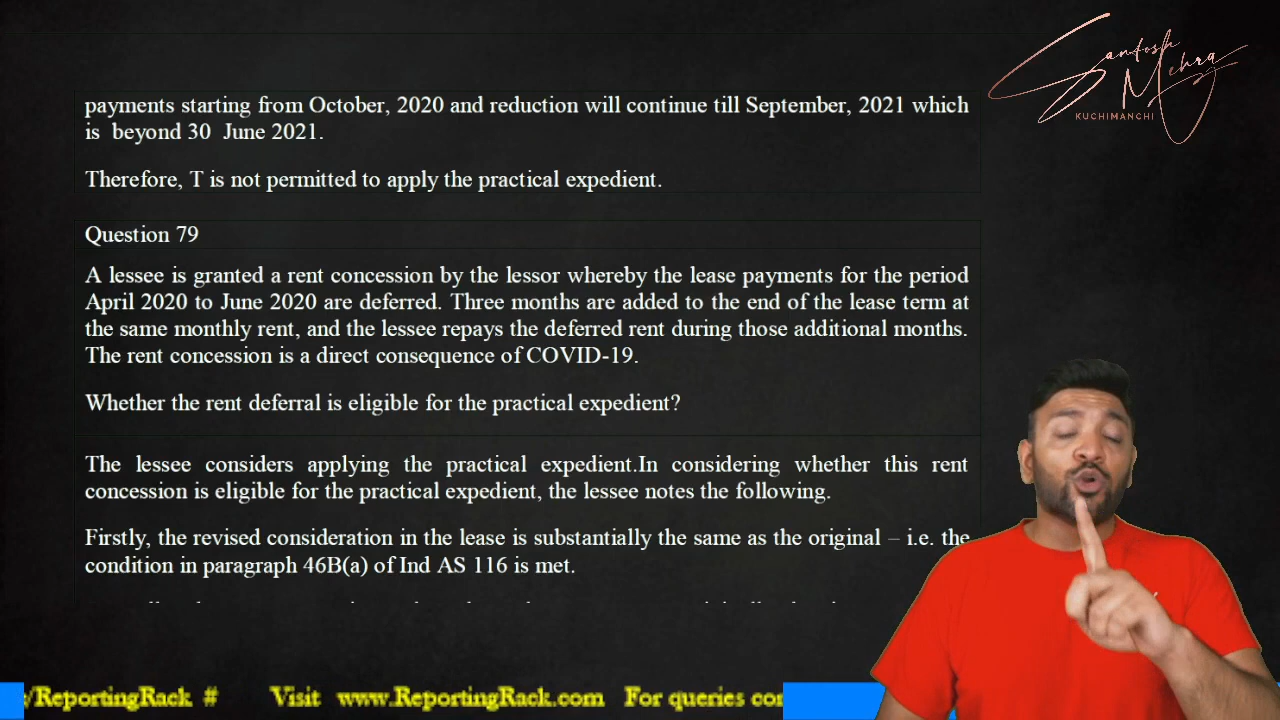 Santosh
Mehra
KUCHIMANCHI
payments starting from October, 2020 and reduction will continue till September, 2021 which
is beyond 30 June 2021.
Therefore, T is not permitted to apply the practical expedient.
Question 79
A lessee is granted a rent concession by the lessor whereby the lease payments for the period
April 2020 to June 2020 are deferred. Three months are added to the end of the lease term at
the same monthly rent, and the lessee repays the deferred rent during those additional months.
The rent concession is a direct consequence of COVID-19.
Whether the rent deferral is eligible for the practical expedient?
The lessee considers applying the practical expedient.In considering whether this rent
concession is eligible for the practical expedient, the lessee notes the following.
Firstly, the revised consideration in the lease is substantially the same as the original – i.e. the
condition in paragraph 46B(a) of Ind AS 116 is met.
/ReportingRack # Visit www.ReportingRack.com For queries